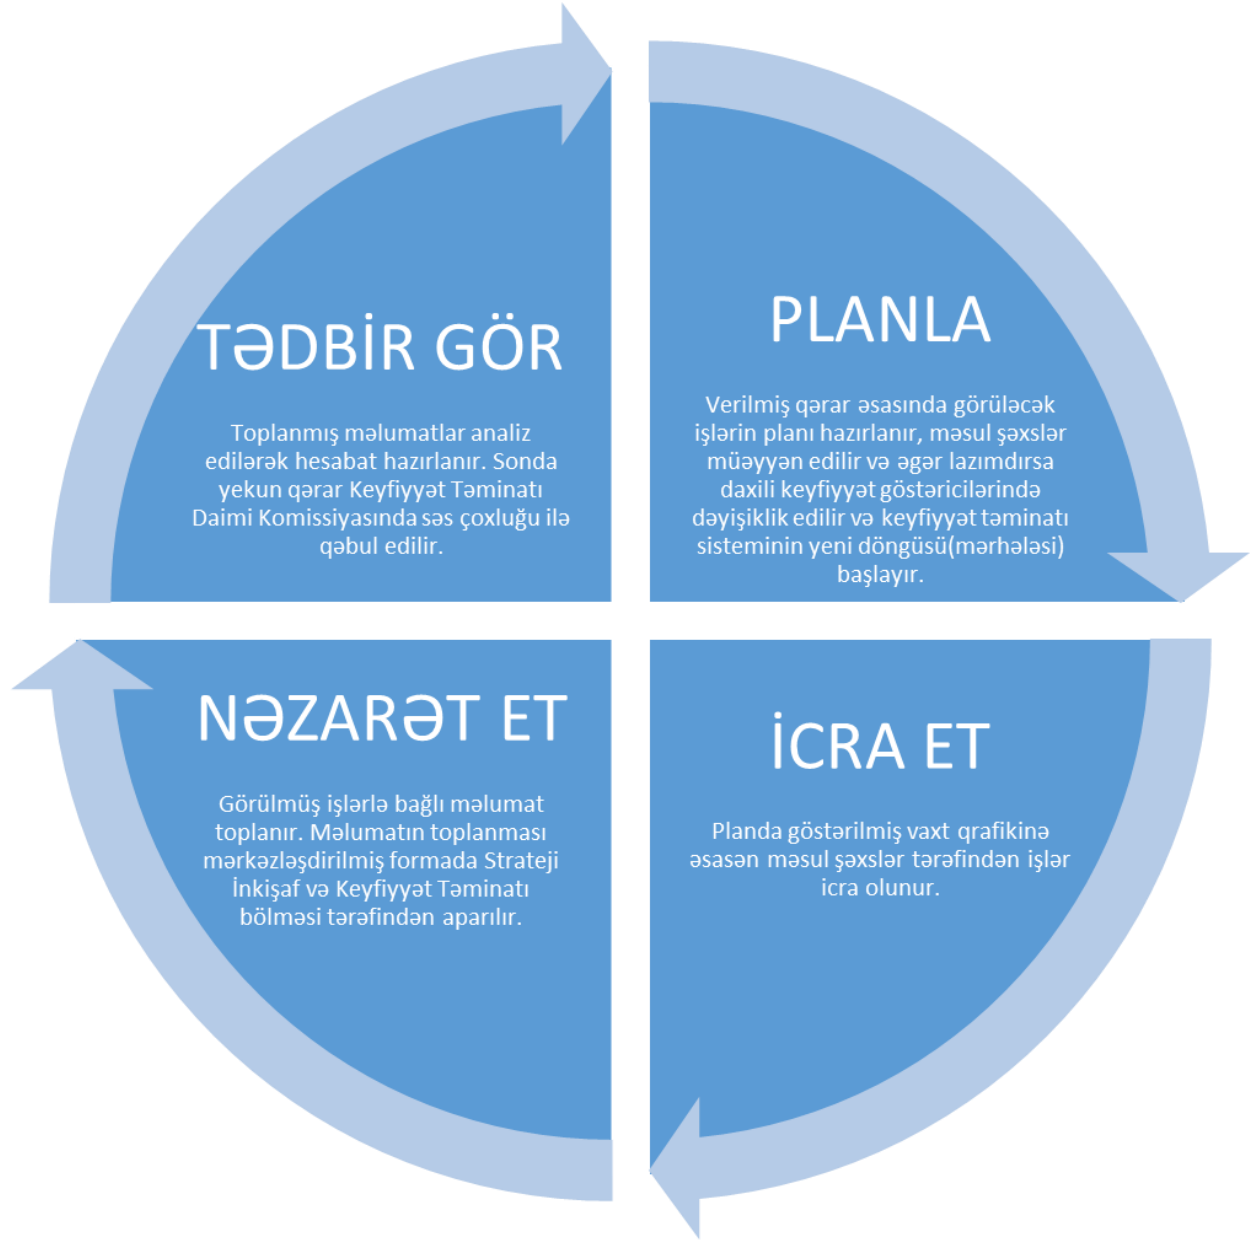 TƏDBİR GÖR
Toplanmış məlumatlar analiz
edilərək hesabat hazırlanır. Sonda
yekun qərar Keyfiyyət Təminatı
Daimi Komissiyasında səs çoxluğu ilə
qəbul edilir.
PLANLA
Verilmiş qərar əsasında görüləcək
işlərin planı hazırlanır, məsul şəxslər
müəyyən edilir və əgər lazımdırsa
daxili keyfiyyət göstəricilərində
dəyişiklik edilir və keyfiyyət təminatı
sisteminin yeni döngüsü(mərhələsi)
başlayır.
NƏZARƏT ET
Görülmüş işlərlə bağlı məlumat
toplanır. Məlumatın toplanması
mərkəzləşdirilmiş formada Strateji
İnkişaf və Keyfiyyət Təminatı
bölməsi tərəfindən aparılır.
İCRA ET
Planda göstərilmiş vaxt qrafikinə
əsasən məsul şəxslər tərəfindən işlər
icra olunur.